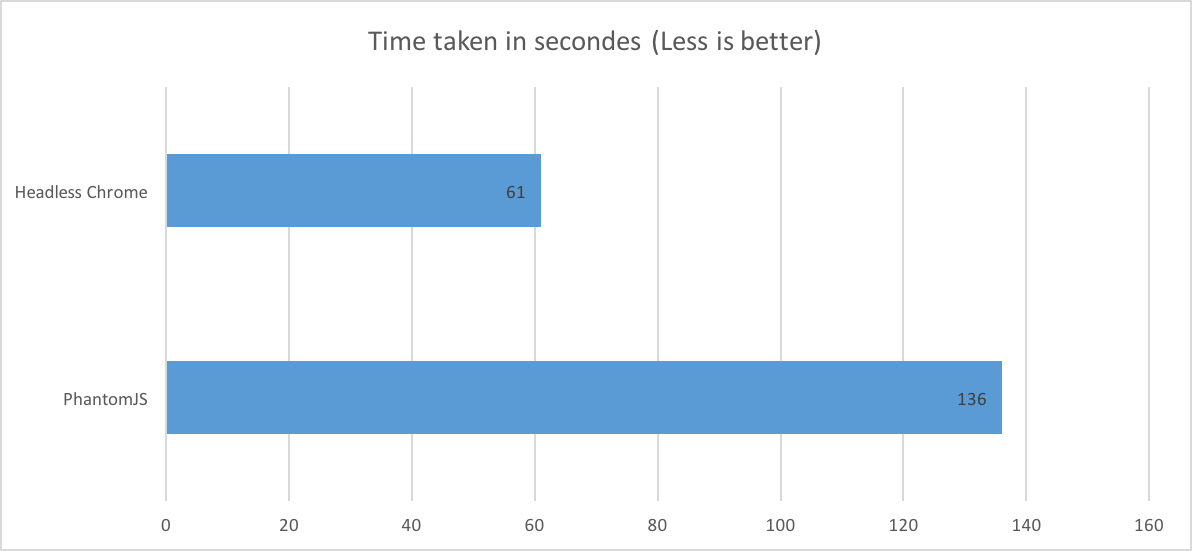 Time taken in secondes (Less is better)
Headless Chrome
61
PhantomJS
136
0 20 40 60 80 100 120 140 160